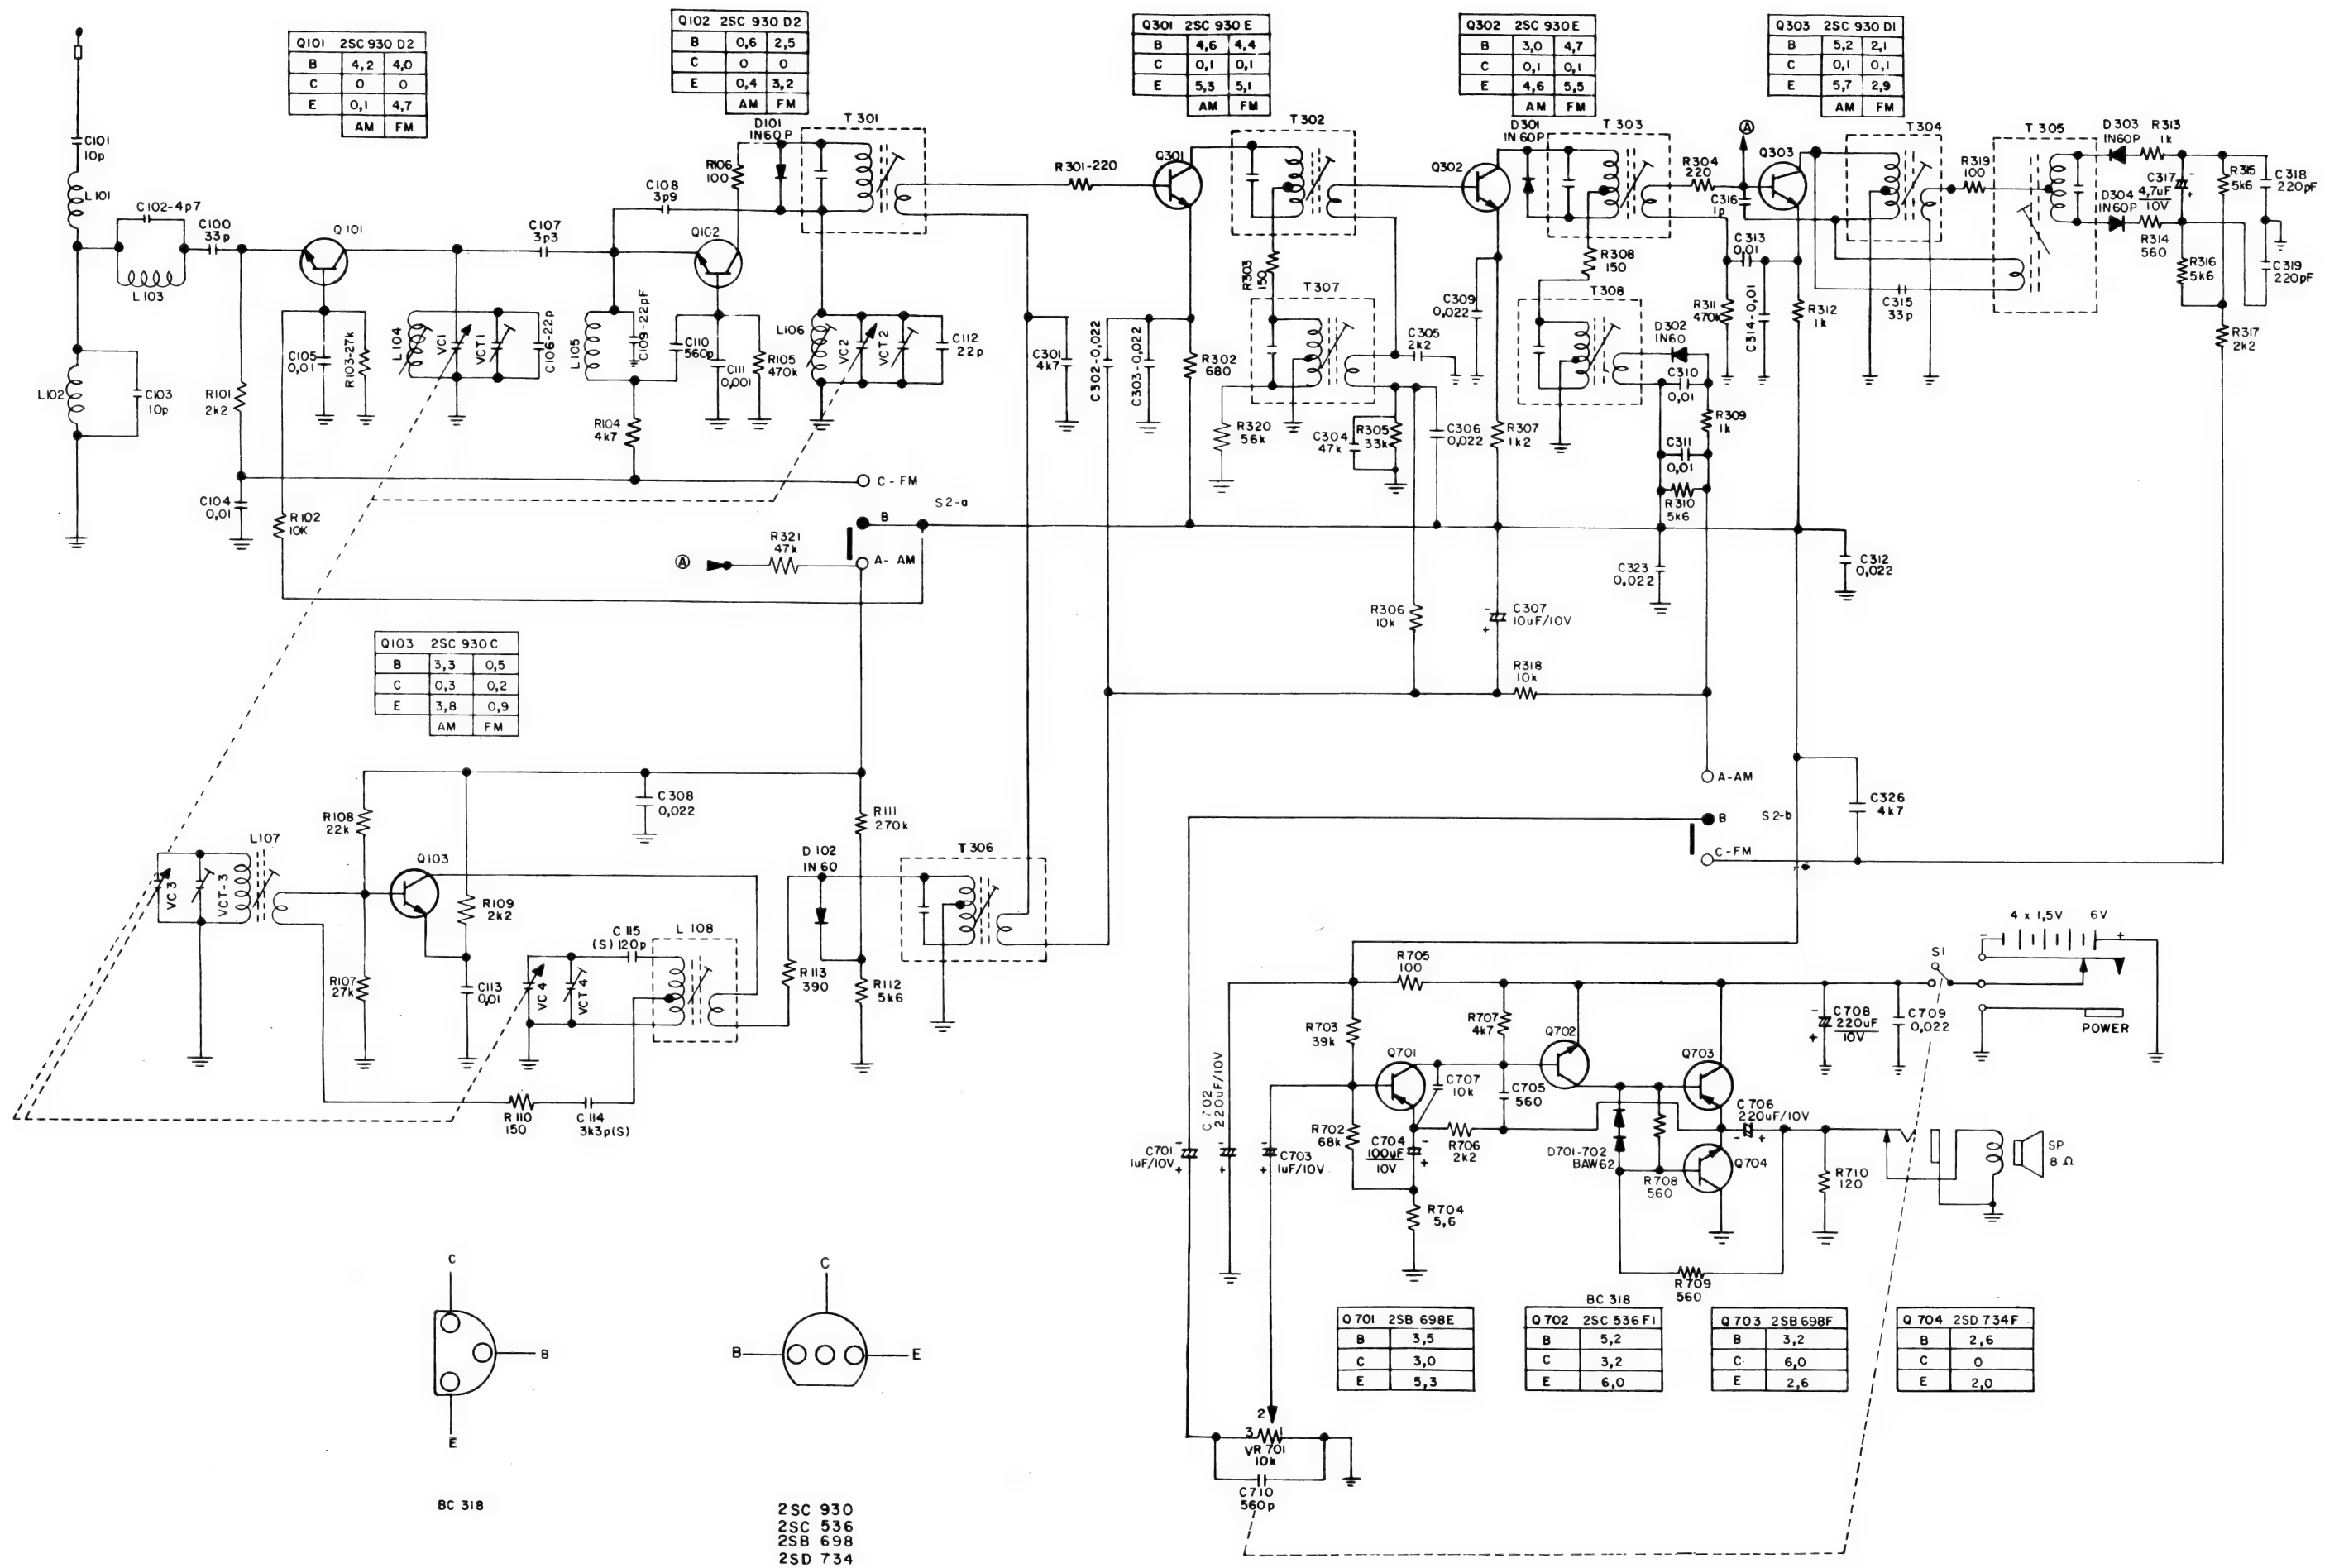 Q101 2SC 930 D2
B 4,2 4,0
C 0 0
E 0,1 4,7
AM FM
Q102 2SC 930 D2
B 0,6 2,5
C 0 0
E 0,4 3,2
AM FM
Q301 2SC 930 E
B 4,6 4,4
C 0,1 0,1
E 5,3 5,1
AM FM
Q302 2SC 930 E
B 3,0 4,7
C 0,1 0,1
E 4,6 5,5
AM FM
Q303 2SC 930 D1
B 5,2 2,1
C 0,1 0,1
E 5,7 2,9
AM FM
C101
10p
L101
C102-4p7
C100
33p
L103
Q101
C107
3p3
C108
3p9
Q102
R106
100
D101
IN60P
T301
R301-220
Q301
T302
Q302
D301
IN60P
T303
R304
220
Q303
A
C316
1p
T304
R319
100
T305
D303
IN60P
R313
1k
D304
IN60P
C317
4,7uF
10V
R314
560
R315
5k6
C318
220pF
R316
5k6
C319
220pF
R317
2k2
C315
33p
L102
C103
10p
R101
2k2
C105
0,01
R103-27k
L104
VC1
VCT1
C106-22p
L105
C109-22pF
C110
560p
C111
0,001
R105
470k
L106
VC2
VCT2
C112
22p
C301
4k7
C302-0,022
C303-0,022
R302
680
R303
150
T307
C305
2k2
R320
56k
C304
47k
R305
33k
C306
0,022
C309
0,022
R307
1k2
R308
150
T308
D302
IN60
C310
0,01
R309
1k
C311
0,01
R310
5k6
R311
470k
C313
0,01
C314-0,01
R312
1k
R104
4k7
C104
0,01
R102
10K
C-FM
S2-a
B
A-AM
A
R321
47k
C323
0,022
C312
0,022
R306
10k
C307
10uF/10V
-
+
R318
10k
Q103 2SC 930 C
B 3,3 0,5
C 0,3 0,2
E 3,8 0,9
AM FM
A-AM
B
S2-b
C-FM
C326
4k7
R108
22k
C308
0,022
R111
270k
L107
VC3
VCT-3
Q103
R109
2k2
D102
IN60
T306
R107
27k
C113
0,01
C115
(S)120p
L108
VC4
VCT4
R113
390
R112
5k6
R110
150
C114
3k3p(S)
4 x 1,5V 6V
- +
S1
POWER
R705
100
R703
39k
R707
4k7
Q702
Q703
C708
220uF
10V
- +
C709
0,022
Q701
C707
10k
C705
560
C706
220uF/10V
- +
C701
1uF/10V
- +
C702
220uF/10V
- +
C703
1uF/10V
- +
R702
68k
C704
100uF
10V
- +
R706
2k2
D701-702
BAW62
R708
560
Q704
R710
120
SP
8 Ω
R704
5,6
R709
560
BC 318
Q701 2SB 698E
B 3,5
C 3,0
E 5,3
Q702 2SC 536 F1
B 5,2
C 3,2
E 6,0
Q703 2SB 698F
B 3,2
C 6,0
E 2,6
Q704 2SD 734F
B 2,6
C 0
E 2,0
2
3 1
VR 701
10k
C710
560p
C
B
E
BC 318
C
B
E
2SC 930
2SC 536
2SB 698
2SD 734